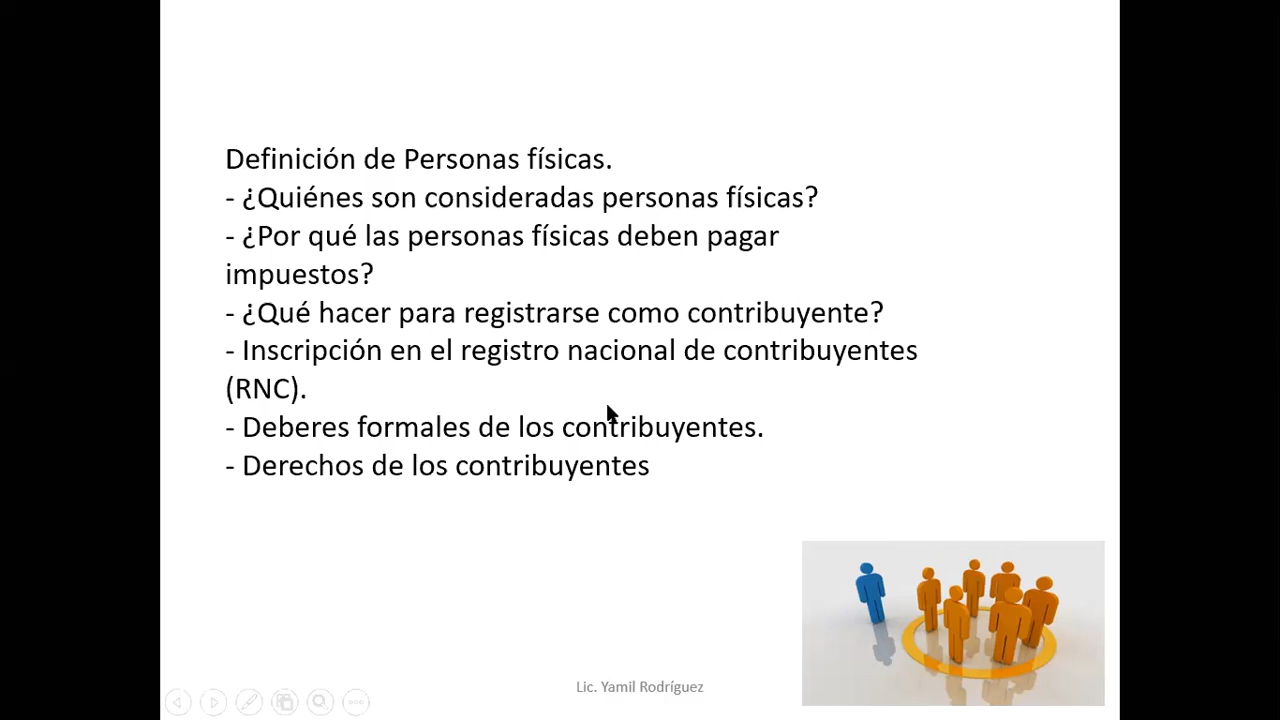 Definición de Personas físicas.
- ¿Quiénes son consideradas personas físicas?
- ¿Por qué las personas físicas deben pagar
impuestos?
- ¿Qué hacer para registrarse como contribuyente?
- Inscripción en el registro nacional de contribuyentes
(RNC).
- Deberes formales de los contribuyentes.
- Derechos de los contribuyentes
Lic. Yamil Rodríguez